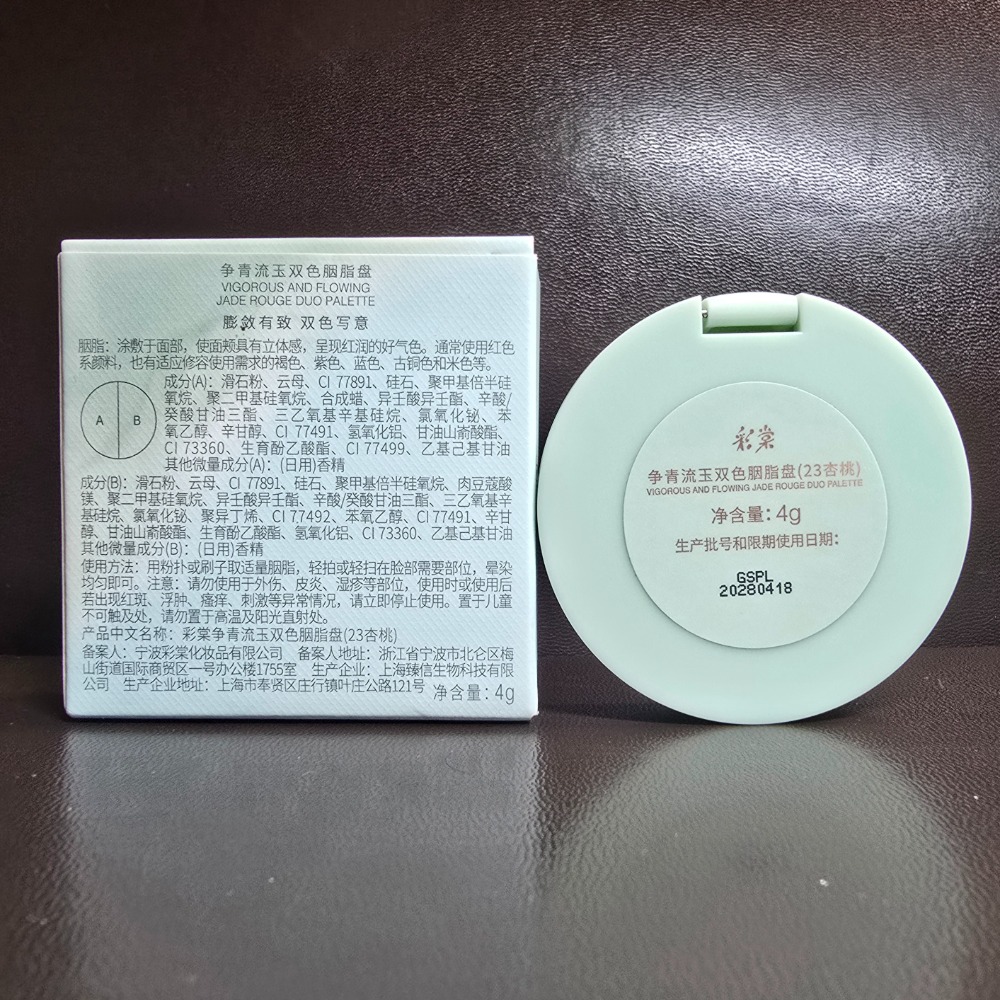 争青流玉双色胭脂盘
VIGOROUS AND FLOWING
JADE ROUGE DUO PALETTE
膨敛有致 双色写意
胭脂：涂敷于面部，使面颊具有立体感，呈现红润的好气色。通常使用红色
系颜料，也有适应修容使用需求的褐色、紫色、蓝色、古铜色和米色等。
A B
成分(A)：滑石粉、云母、CI 77891、硅石、聚甲基倍半硅
氧烷、聚二甲基硅氧烷、合成蜡、异壬酸异壬酯、辛酸/
癸酸甘油三酯、三乙氧基辛基硅烷、氯氧化铋、苯
氧乙醇、辛甘醇、CI 77491、氢氧化铝、甘油山嵛酸酯、
CI 73360、生育酚乙酸酯、CI 77499、乙基己基甘油
其他微量成分(A)：(日用)香精
成分(B)：滑石粉、云母、CI 77891、硅石、聚甲基倍半硅氧烷、肉豆蔻酸
镁、聚二甲基硅氧烷、异壬酸异壬酯、辛酸/癸酸甘油三酯、三乙氧基辛
基硅烷、氯氧化铋、聚异丁烯、CI 77492、苯氧乙醇、CI 77491、辛甘
醇、甘油山嵛酸酯、生育酚乙酸酯、氢氧化铝、CI 73360、乙基己基甘油
其他微量成分(B)：(日用)香精
使用方法：用粉扑或刷子取适量胭脂，轻拍或轻扫在脸部需要部位，晕染
均匀即可。注意：请勿使用于外伤、皮炎、湿疹等部位，使用时或使用后
若出现红斑、浮肿、瘙痒、刺激等异常情况，请立即停止使用。置于儿童
不可触及处，请勿置于高温及阳光直射处。
产品中文名称：彩棠争青流玉双色胭脂盘(23杏桃)
备案人：宁波彩棠化妆品有限公司 备案人地址：浙江省宁波市北仑区梅
山街道国际商贸区一号办公楼1755室 生产企业：上海臻信生物科技有限
公司 生产企业地址：上海市奉贤区庄行镇叶庄公路121号 净含量：4g
彩棠
争青流玉双色胭脂盘(23杏桃)
VIGOROUS AND FLOWING JADE ROUGE DUO PALETTE
净含量：4g
生产批号和限期使用日期：
GSPL
20280418